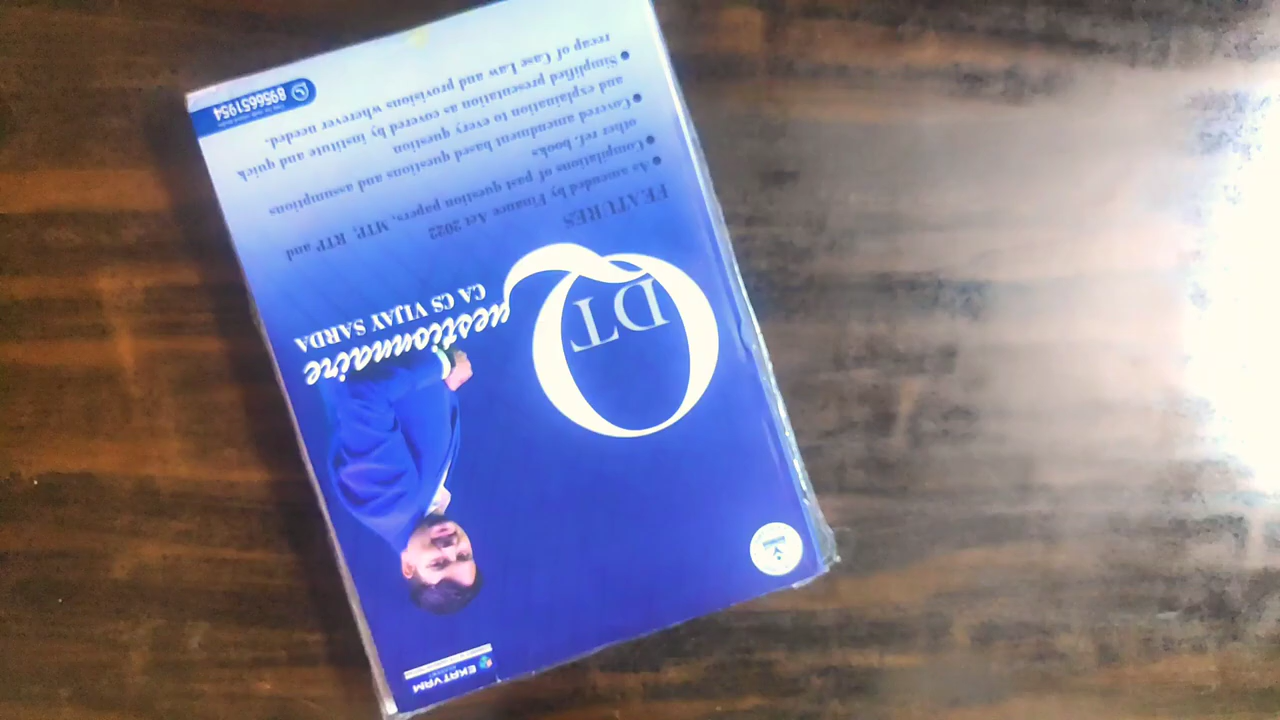 EKATVAM
DT
Questionnaire
CA CS VIJAY SARDA
FEATURES
As amended by Finance Act 2022
Compilations of past question papers, MTP, RTP and
other ref. books
Covered amendment based questions and assumptions
and explaination to every question
Simplified presentation as covered by institute and quick
recap of Case Law and provisions wherever needed.
8956651954